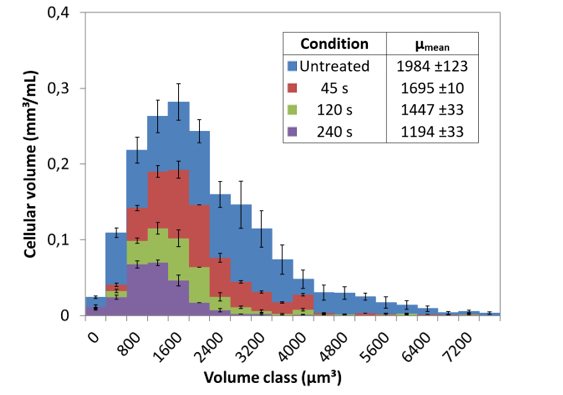 0,4
0,3
0,2
0,1
0
Cellular volume (mm³/mL)
Condition μmean
Untreated 1984 ±123
45 s 1695 ±10
120 s 1447 ±33
240 s 1194 ±33
0 800 1600 2400 3200 4000 4800 5600 6400 7200
Volume class (μm³)